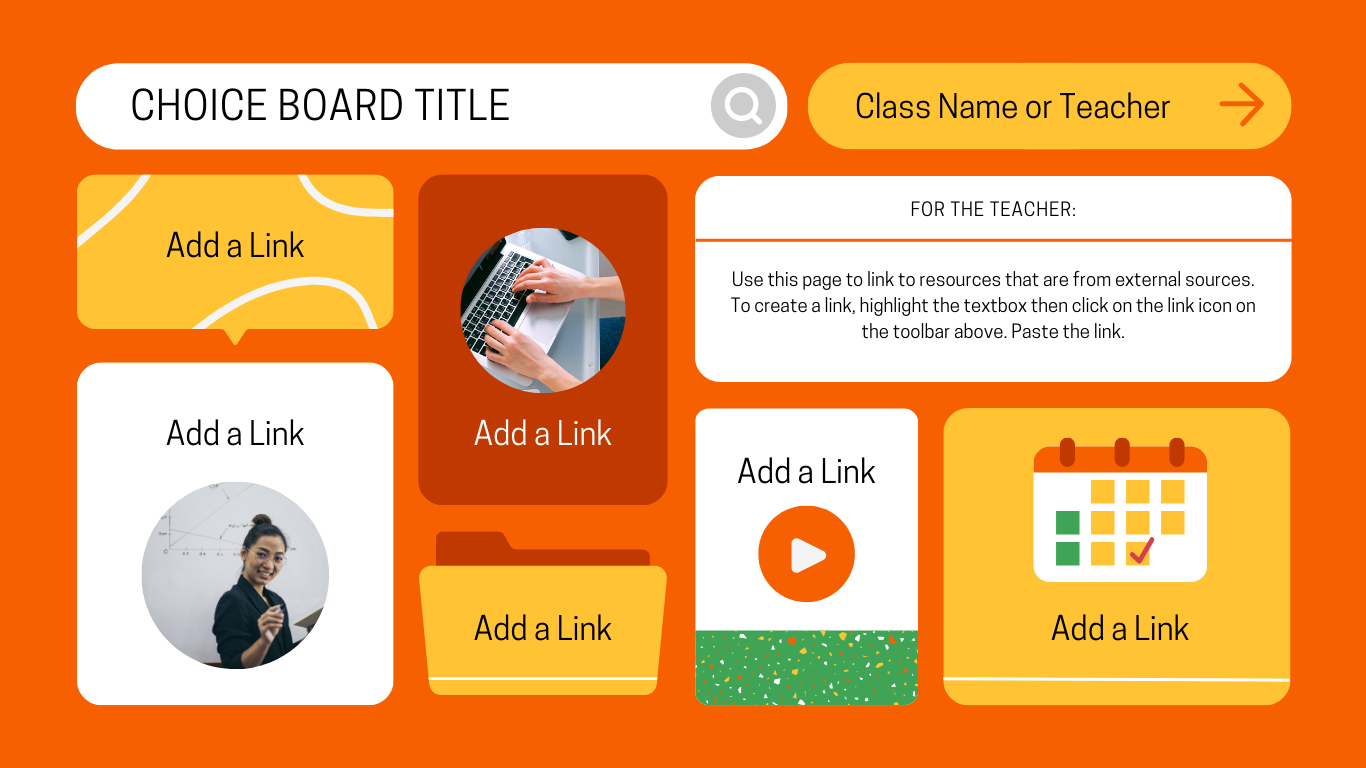 CHOICE BOARD TITLE
Class Name or Teacher
Add a Link
Add a Link
Add a Link
Add a Link
FOR THE TEACHER:
Use this page to link to resources that are from external sources.
To create a link, highlight the textbox then click on the link icon on
the toolbar above. Paste the link.
Add a Link
Add a Link